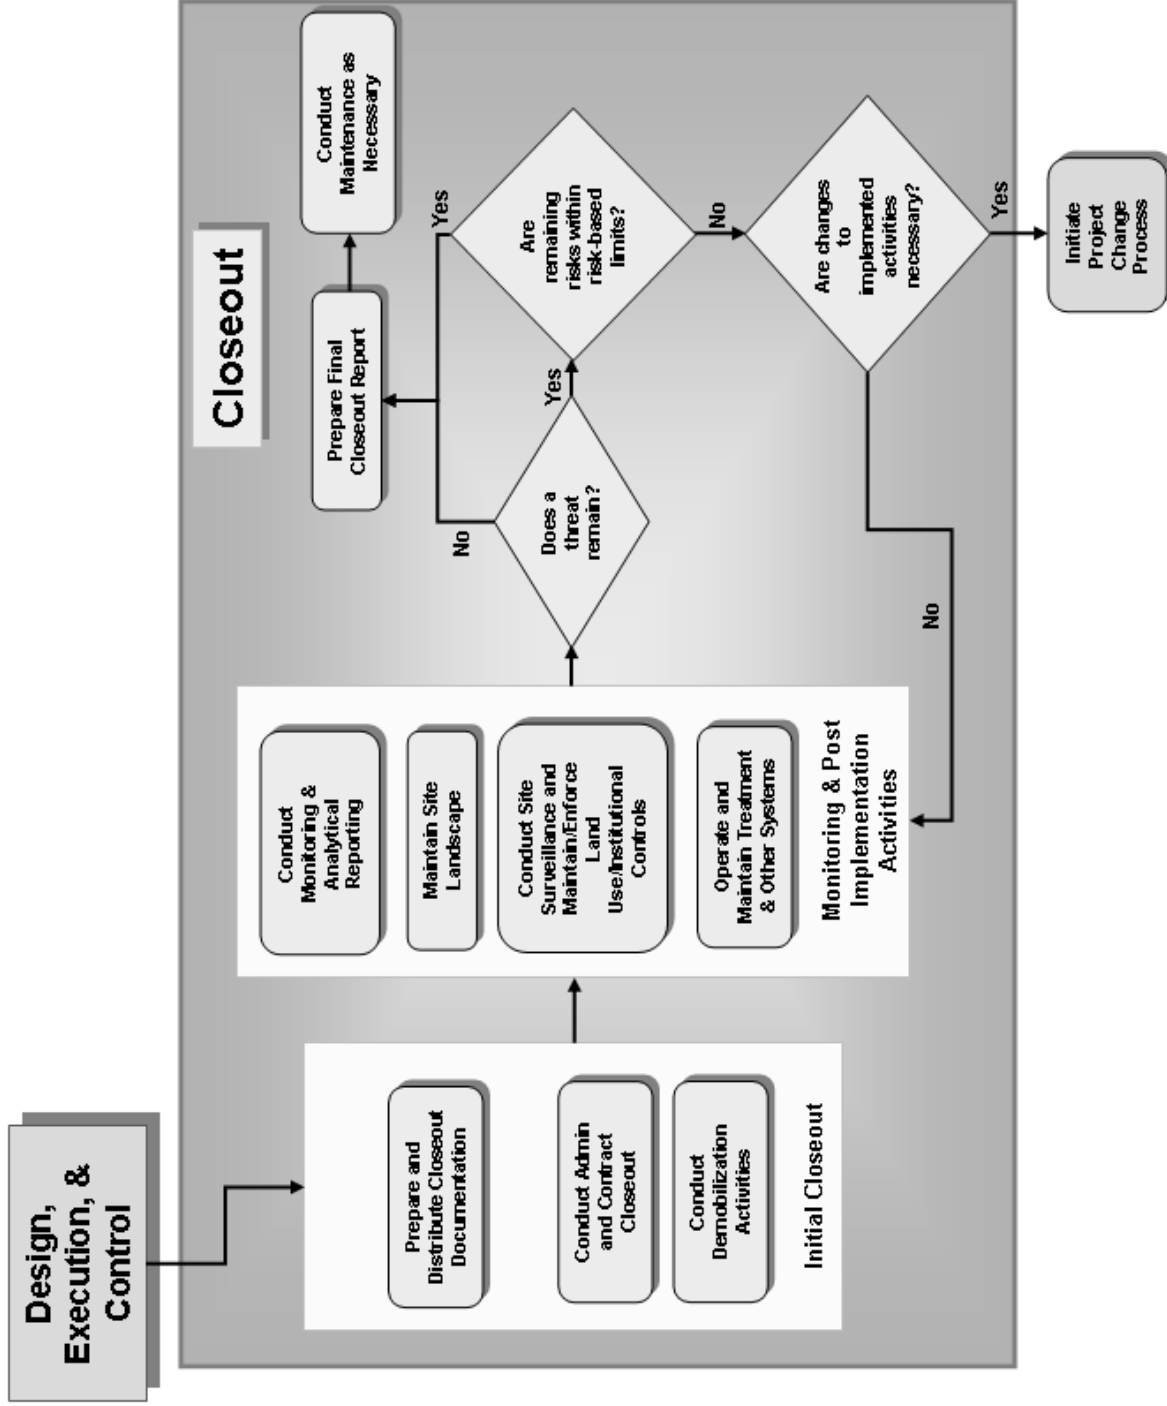 Design,
Execution, &
Control
Closeout
Prepare and
Distribute Closeout
Documentation
Conduct Admin
and Contract
Closeout
Conduct
Demobilization
Activities
Initial Closeout
Conduct
Monitoring &
Analytical
Reporting
Maintain Site
Landscape
Conduct Site
Surveillance and
Maintain/Enforce
Land
Use/Institutional
Controls
Operate and
Maintain Treatment
& Other Systems
Monitoring & Post
Implementation
Activities
Does a
threat
remain?
No
Yes
Prepare Final
Closeout Report
Conduct
Maintenance as
Necessary
Are
remaining
risks within
risk-based
limits?
Yes
No
Are changes
to
implemented
activities
necessary?
No
Yes
Initiate
Project
Change
Process